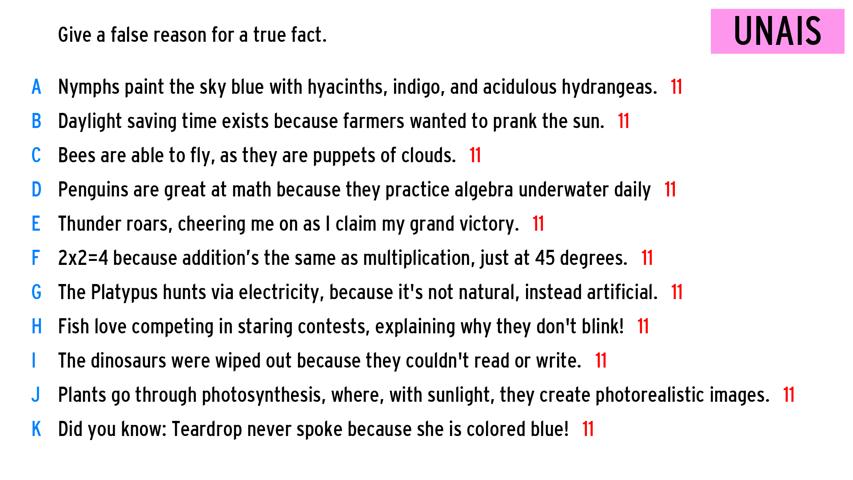 Give a false reason for a true fact.
UNAIS
A Nymphs paint the sky blue with hyacinths, indigo, and acidulous hydrangeas. 11
B Daylight saving time exists because farmers wanted to prank the sun. 11
C Bees are able to fly, as they are puppets of clouds. 11
D Penguins are great at math because they practice algebra underwater daily 11
E Thunder roars, cheering me on as I claim my grand victory. 11
F 2x2=4 because addition's the same as multiplication, just at 45 degrees. 11
G The Platypus hunts via electricity, because it's not natural, instead artificial. 11
H Fish love competing in staring contests, explaining why they don't blink! 11
I The dinosaurs were wiped out because they couldn't read or write. 11
J Plants go through photosynthesis, where, with sunlight, they create photorealistic images. 11
K Did you know: Teardrop never spoke because she is colored blue! 11